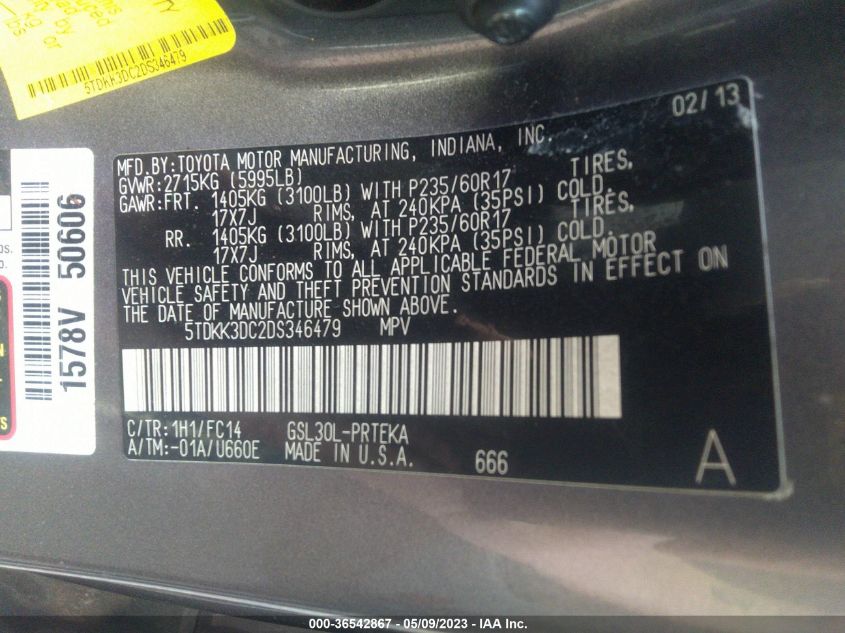 5TDKK3DC2DS346479
1578V 50606
02/13
MFD.BY:TOYOTA MOTOR MANUFACTURING, INDIANA, INC.
GVWR:2715KG (5995LB)
GAWR:FRT. 1405KG (3100LB) WITH P235/60R17 TIRES,
17X7J RIMS, AT 240KPA (35PSI) COLD.
RR. 1405KG (3100LB) WITH P235/60R17 TIRES,
17X7J RIMS, AT 240KPA (35PSI) COLD.
THIS VEHICLE CONFORMS TO ALL APPLICABLE FEDERAL MOTOR
VEHICLE SAFETY AND THEFT PREVENTION STANDARDS IN EFFECT ON
THE DATE OF MANUFACTURE SHOWN ABOVE.
5TDKK3DC2DS346479 MPV
C/TR:1H1/FC14 GSL30L-PRTEKA
A/TM:-01A/U660E MADE IN U.S.A. 666
A
000-36542867 - 05/09/2023 - IAA Inc.